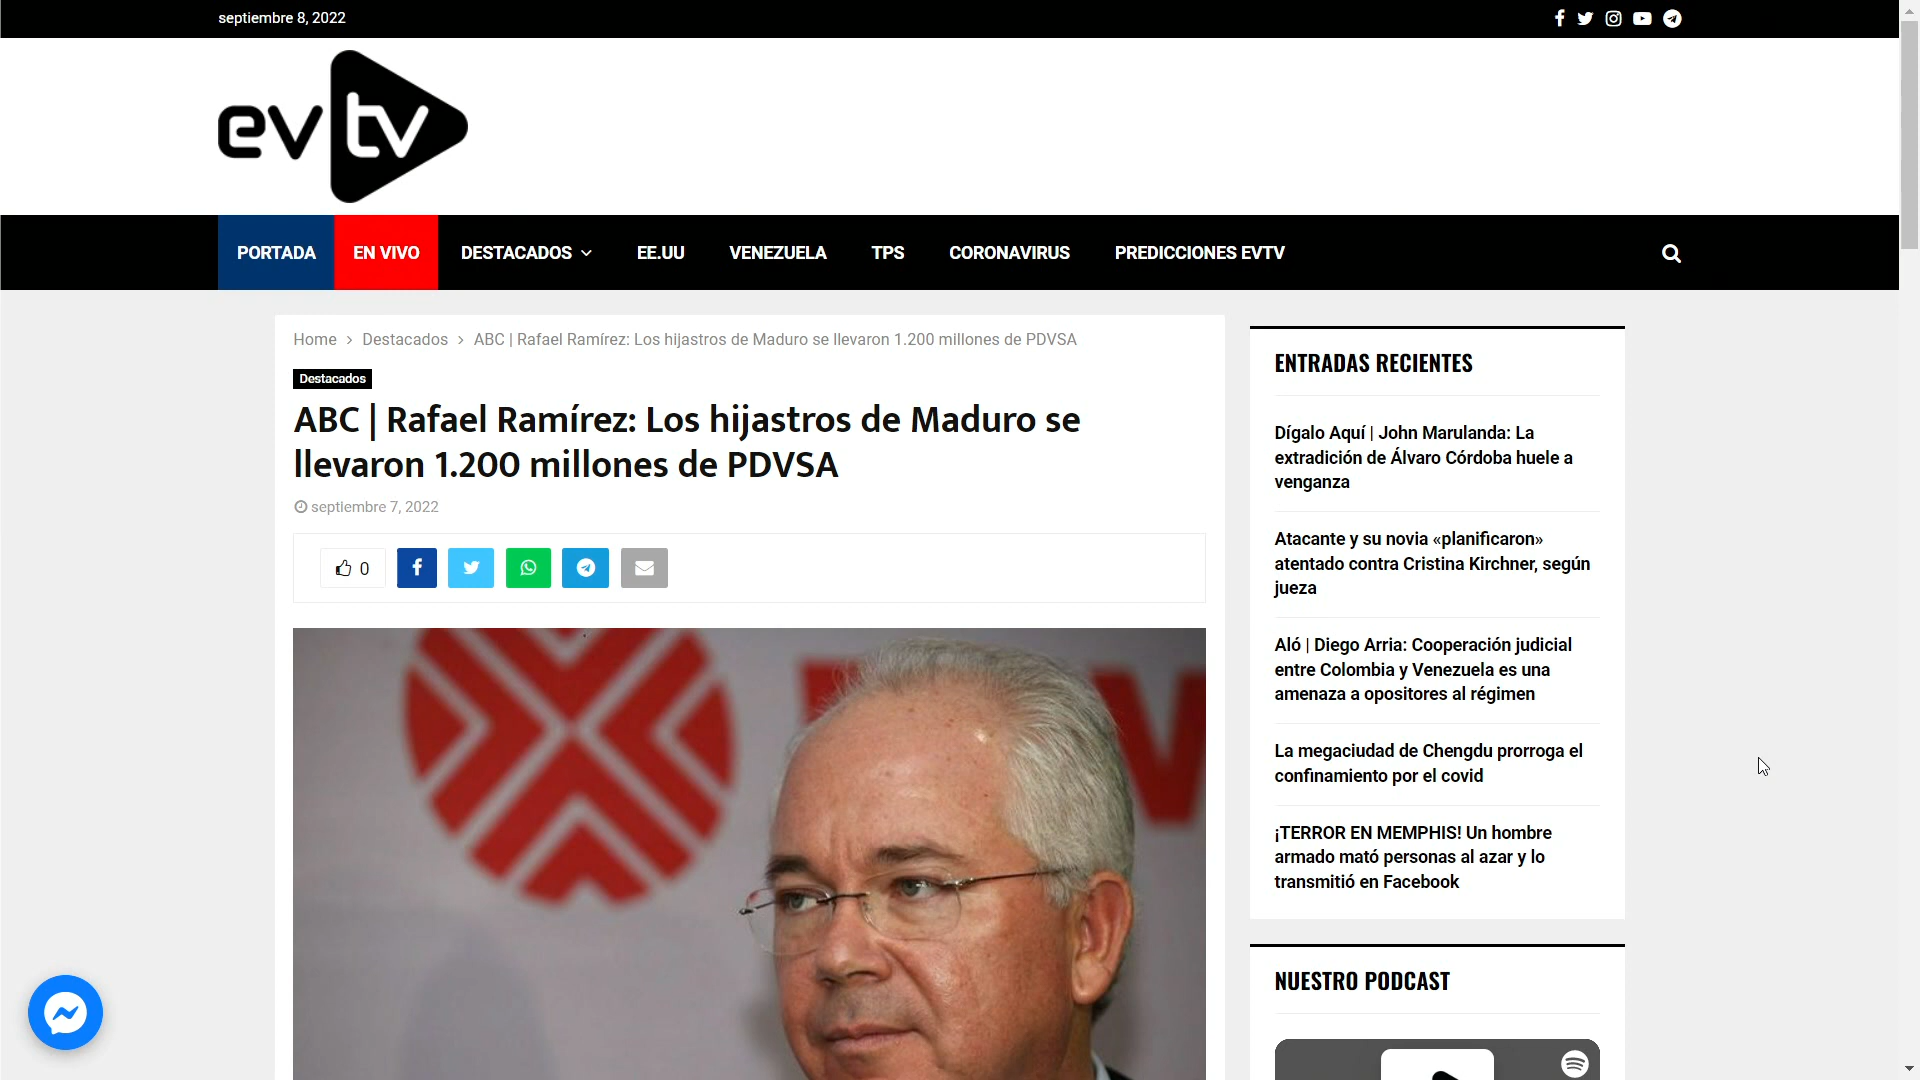 septiembre 8, 2022
evtv
PORTADA
EN VIVO
DESTACADOS
EE.UU
VENEZUELA
TPS
CORONAVIRUS
PREDICCIONES EVTV
Home > Destacados > ABC | Rafael Ramírez: Los hijastros de Maduro se llevaron 1.200 millones de PDVSA
Destacados
ABC | Rafael Ramírez: Los hijastros de Maduro se
llevaron 1.200 millones de PDVSA
septiembre 7, 2022
0
ENTRADAS RECIENTES
Dígalo Aquí | John Marulanda: La
extradición de Álvaro Córdoba huele a
venganza
Atacante y su novia «planificaron»
atentado contra Cristina Kirchner, según
jueza
Aló | Diego Arria: Cooperación judicial
entre Colombia y Venezuela es una
amenaza a opositores al régimen
La megaciudad de Chengdu prorroga el
confinamiento por el covid
¡TERROR EN MEMPHIS! Un hombre
armado mató personas al azar y lo
transmitió en Facebook
NUESTRO PODCAST